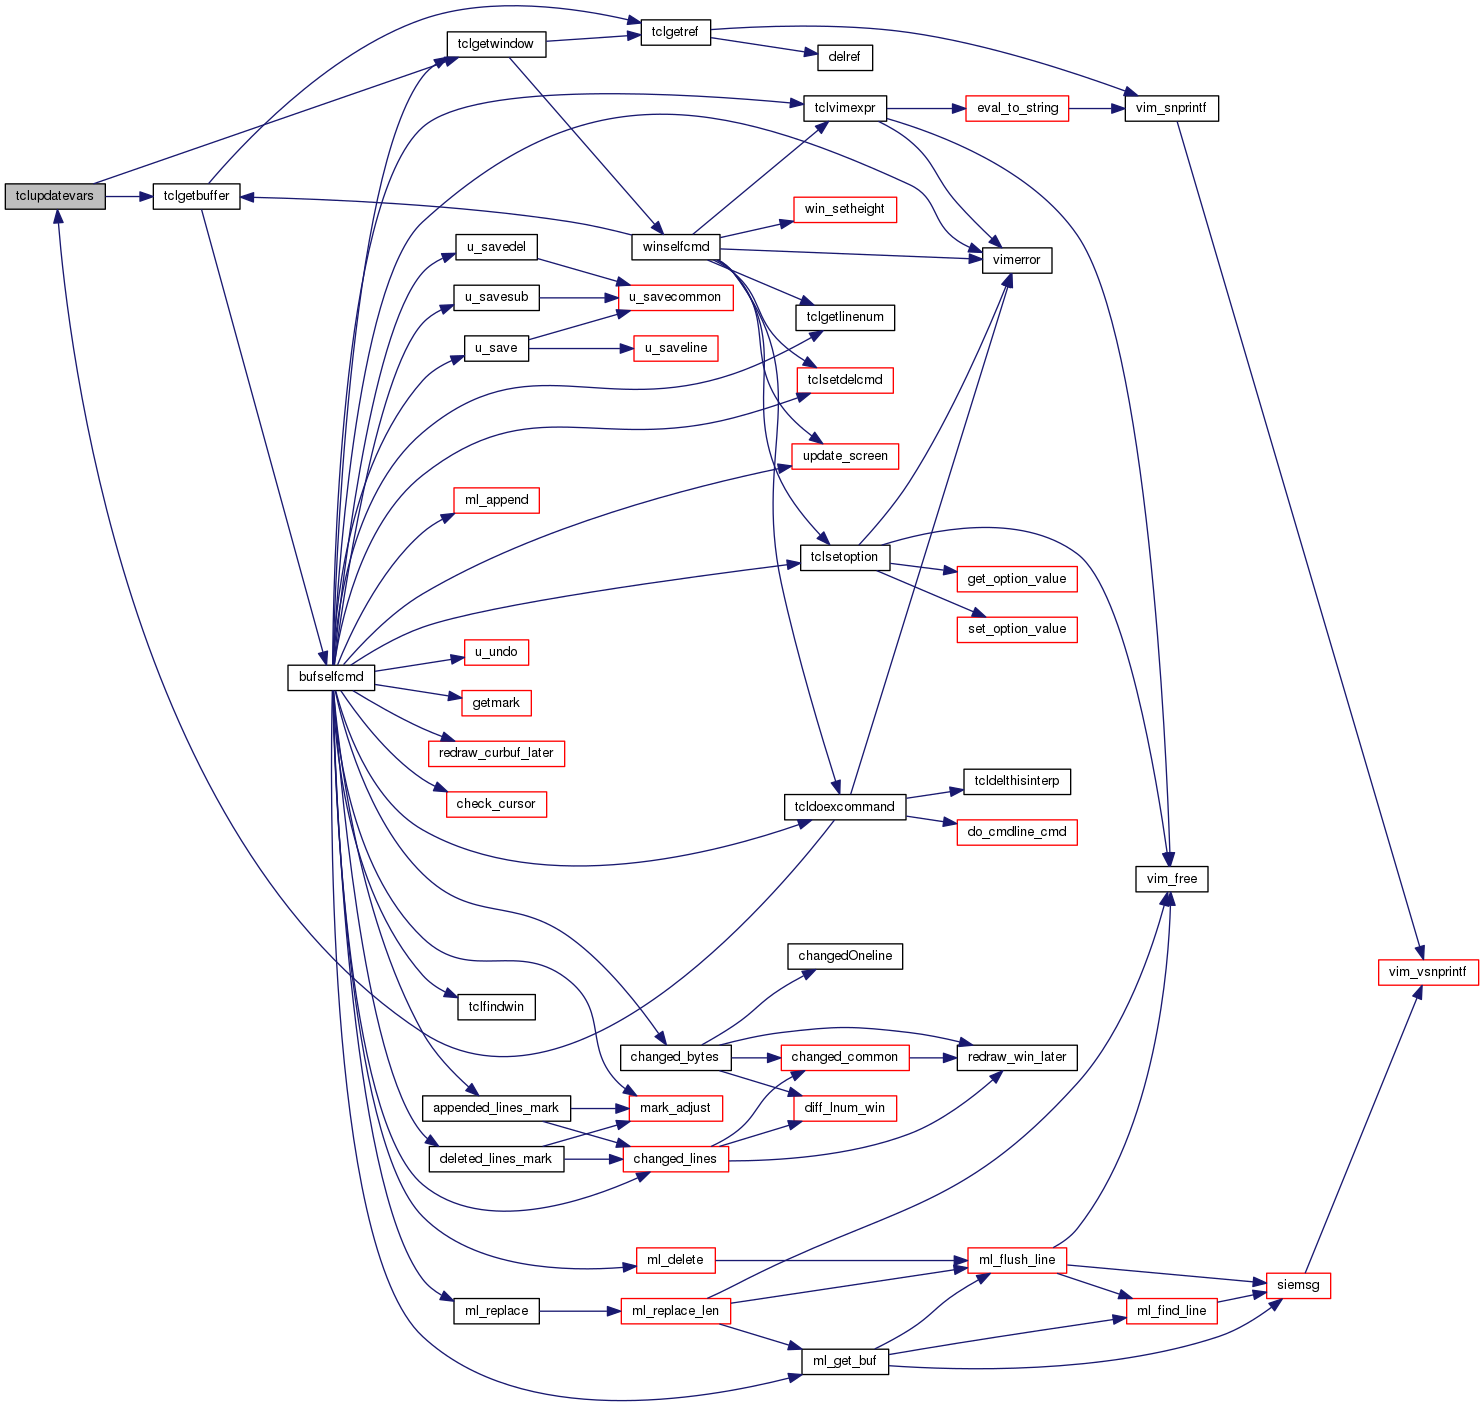 tclgetref
tclgetwindow
delref
tclvimexpr
eval_to_string
vim_snprintf
tclupdatevars
tclgetbuffer
win_setheight
u_savedel
winselfcmd
vimerror
u_savesub
u_savecommon
tclgetlinenum
u_save
u_saveline
tclsetdelcmd
update_screen
ml_append
tclsetoption
get_option_value
set_option_value
u_undo
bufselfcmd
getmark
redraw_curbuf_later
tcldelthisinterp
check_cursor
tcldoexcommand
do_cmdline_cmd
vim_free
changedOneline
vim_vsnprintf
tclfindwin
changed_bytes
changed_common
redraw_win_later
appended_lines_mark
mark_adjust
diff_lnum_win
deleted_lines_mark
changed_lines
ml_delete
ml_flush_line
siemsg
ml_replace
ml_replace_len
ml_find_line
ml_get_buf